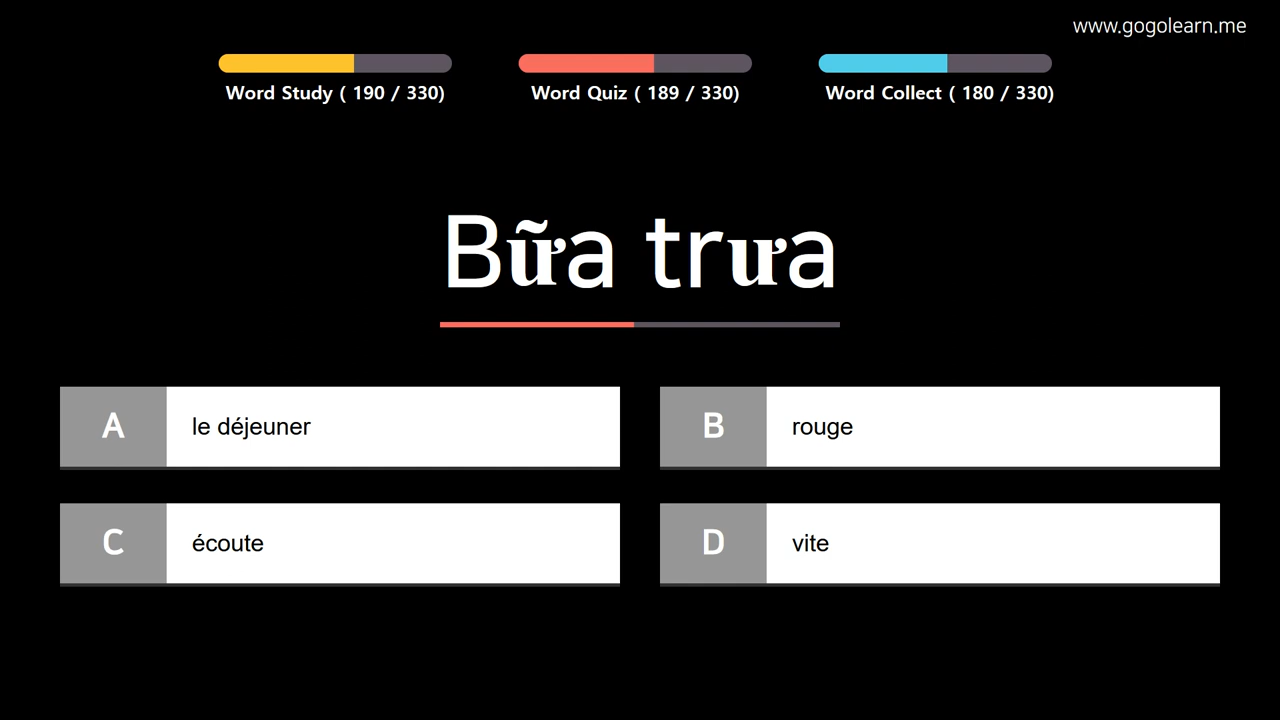 www.gogolearn.me
Word Study ( 190 / 330)
Word Quiz ( 189 / 330)
Word Collect ( 180 / 330)
Bữa trưa
A le déjeuner
B rouge
C écoute
D vite